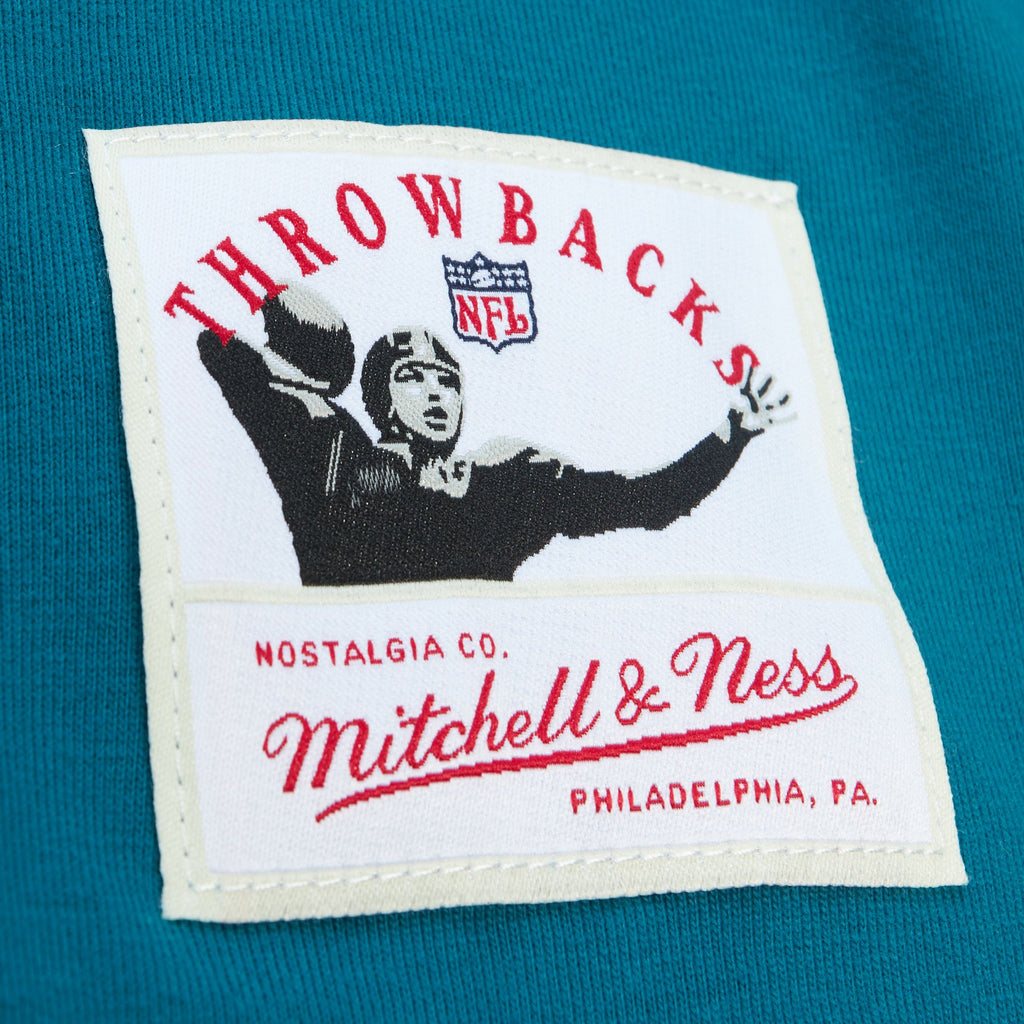 THROWBACKS
NFL
NOSTALGIA CO.
Mitchell & Ness
PHILADELPHIA, PA.